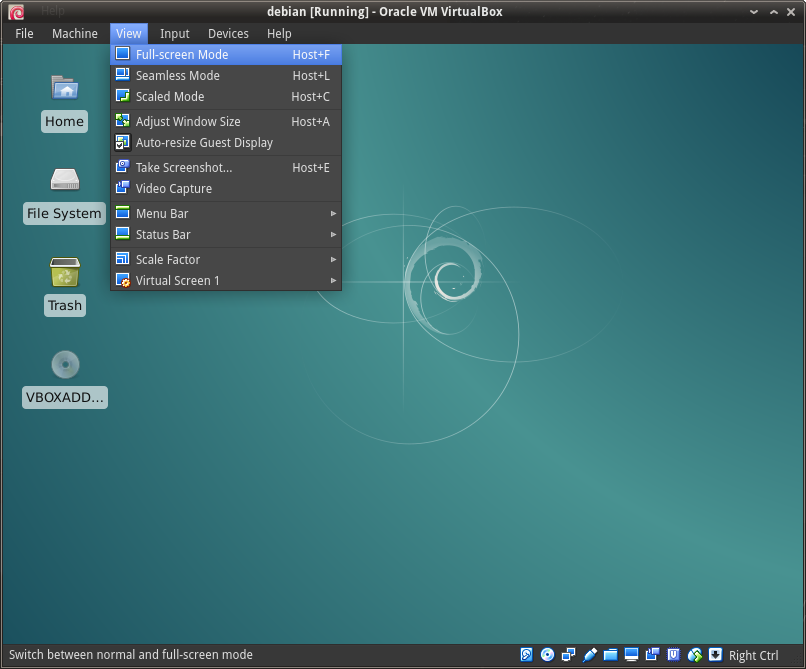 debian [Running] - Oracle VM VirtualBox
File Machine View Input Devices Help
Full-screen Mode Host+F
Seamless Mode Host+L
Scaled Mode Host+C
Adjust Window Size Host+A
Auto-resize Guest Display
Take Screenshot... Host+E
Video Capture
Menu Bar
Status Bar
Scale Factor
Virtual Screen 1
Home
File System
Trash
VBOXADD...
Switch between normal and full-screen mode
Right Ctrl